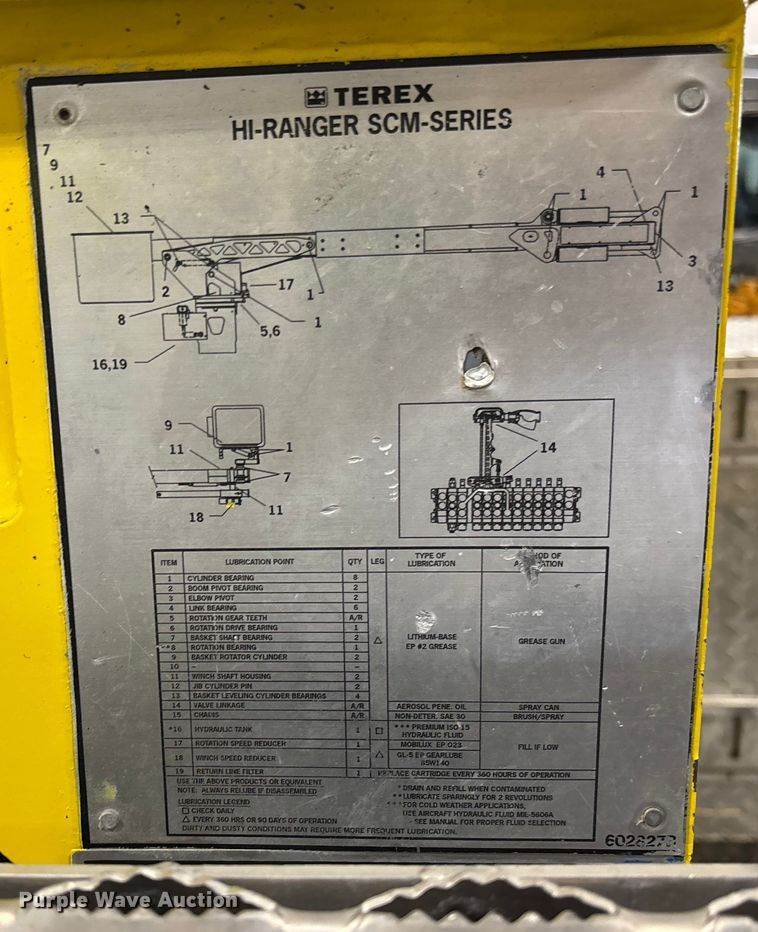 TEREX
HI-RANGER SCM-SERIES
7
9
11
12
13
4
1
1
2
17
1
3
13
8
5,6
1
16,19
9
1
11
7
18
11
14
ITEM LUBRICATION POINT QTY LEG TYPE OF LUBRICATION OF
1 CYLINDER BEARING 8
2 BOOM PIVOT BEARING 2
3 ELBOW PIVOT 2
4 LINK BEARING 6
5 ROTATION GEAR TEETH A/R
6 ROTATION DRIVE BEARING 1
7 BASKET SHAFT BEARING 2
**8 ROTATION BEARING 1
9 BASKET ROTATOR CYLINDER 2
10 – –
11 WINCH SHAFT HOUSING 2
12 JIB CYLINDER PIN 2
13 BASKET LEVELING CYLINDER BEARINGS 4
△ LITHIUM-BASE
EP #2 GREASE
GREASE GUN
14 VALVE LINKAGE A/R AEROSOL PENE. OIL SPRAY CAN
15 CHAINS A/R NON-DETER. SAE 30 BRUSH/SPRAY
*16 HYDRAULIC TANK 1 □ *** PREMIUM ISO 15
HYDRAULIC FLUID
17 ROTATION SPEED REDUCER 1 MOBILUX EP 023
FILL IF LOW
18 WINCH SPEED REDUCER 1 △ GL-5 EP GEARLUBE
85W140
19 RETURN LINE FILTER 1 REPLACE CARTRIDGE EVERY 360 HOURS OF OPERATION
USE THE ABOVE PRODUCTS OR EQUIVALENT
NOTE: ALWAYS RELUBE IF DISASSEMBLED
LUBRICATION LEGEND
□ CHECK DAILY
△ EVERY 360 HRS OR 90 DAYS OF OPERATION
DIRTY AND DUSTY CONDITIONS MAY REQUIRE MORE FREQUENT LUBRICATION.
* DRAIN AND REFILL WHEN CONTAMINATED
** LUBRICATE SPARINGLY FOR 2 REVOLUTIONS
*** FOR COLD WEATHER APPLICATIONS,
USE AIRCRAFT HYDRAULIC FLUID MIL-5606A
- SEE MANUAL FOR PROPER FLUID SELECTION
Purple Wave Auction